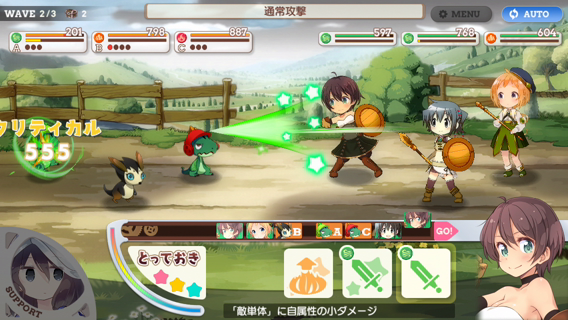 WAVE 2/3 2
通常攻撃
MENU
AUTO
A 201
B 798
C 887
597
768
604
クリティカル
555
B
A
C
GO!
とっておき
SUPPORT
「敵単体」に自属性の小ダメージ